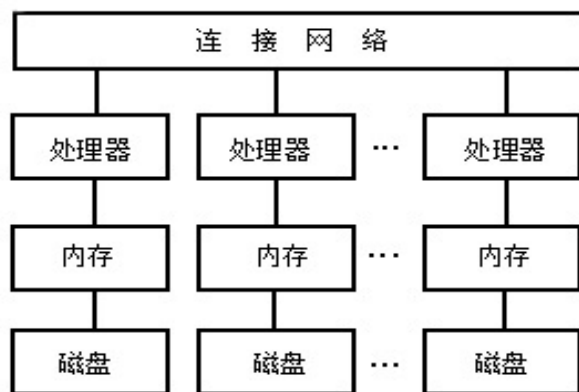 连接网络
处理器 处理器 ... 处理器
内存 内存 ... 内存
磁盘 磁盘 ... 磁盘